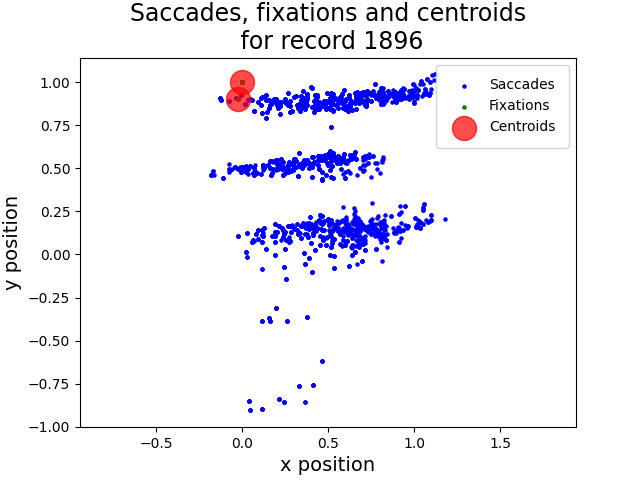 Saccades, fixations and centroids
for record 1896
1.00
0.75
0.50
0.25
0.00
−0.25
−0.50
−0.75
−1.00
y position
Saccades
Fixations
Centroids
−0.5
0.0
0.5
1.0
1.5
x position